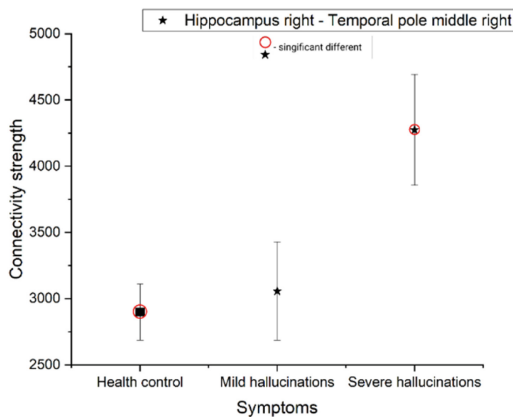 Hippocampus right - Temporal pole middle right
- singificant different
5000
4500
4000
3500
3000
2500
Connectivity strength
Health control
Mild hallucinations
Severe hallucinations
Symptoms